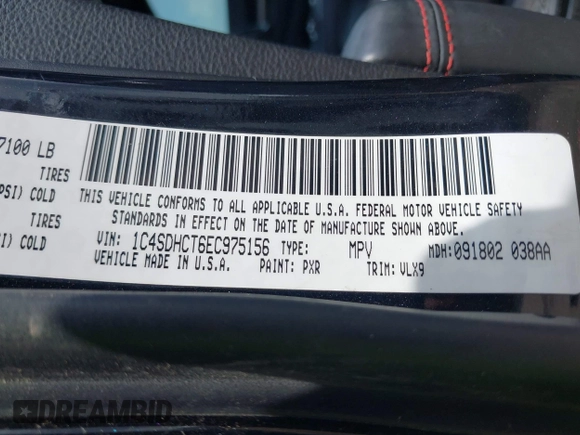 7100 LB
TIRES
PSI) COLD
TIRES
I) COLD
THIS VEHICLE CONFORMS TO ALL APPLICABLE U.S.A. FEDERAL MOTOR VEHICLE SAFETY
STANDARDS IN EFFECT ON THE DATE OF MANUFACTURE SHOWN ABOVE.
VIN: 1C4SDHCT6EC975156 TYPE: MPV MDH:091802 038AA
VEHICLE MADE IN U.S.A. PAINT: PXR TRIM: VLX9
DREAMBID